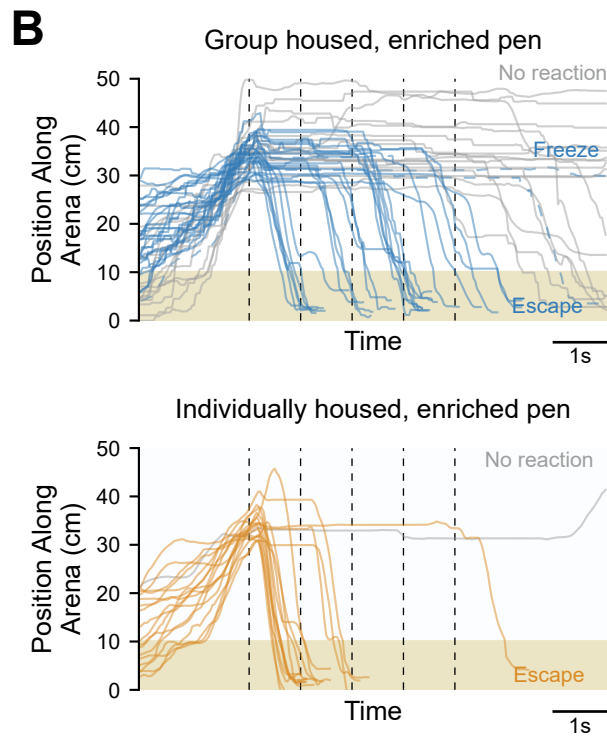 B
Group housed, enriched pen
No reaction
50
40
30
20
10
0
Position Along
Arena (cm)
Freeze
Escape
Time
1s
Individually housed, enriched pen
No reaction
50
40
30
20
10
0
Position Along
Arena (cm)
Escape
Time
1s